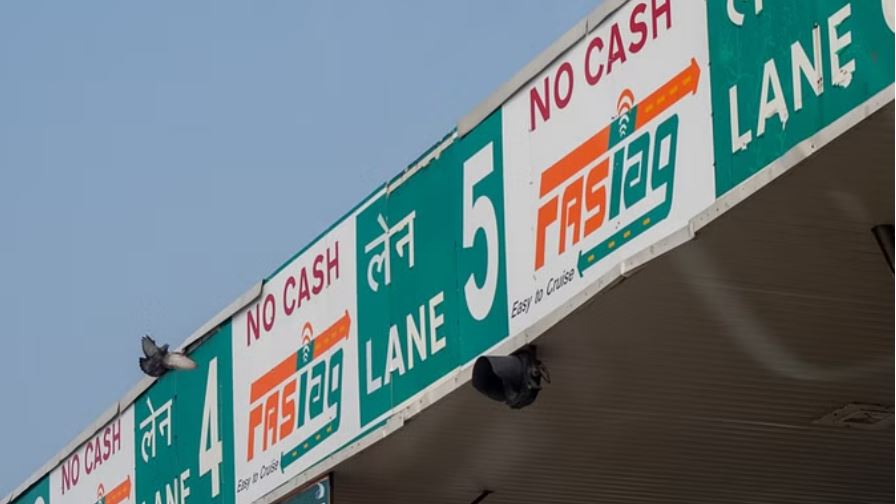 NO CASH
लेन
LANE 4
NO CASH
FASTag
Easy to Cruise
लेन
LANE 5
NO CASH
FASTag
Easy to Cruise
LANE